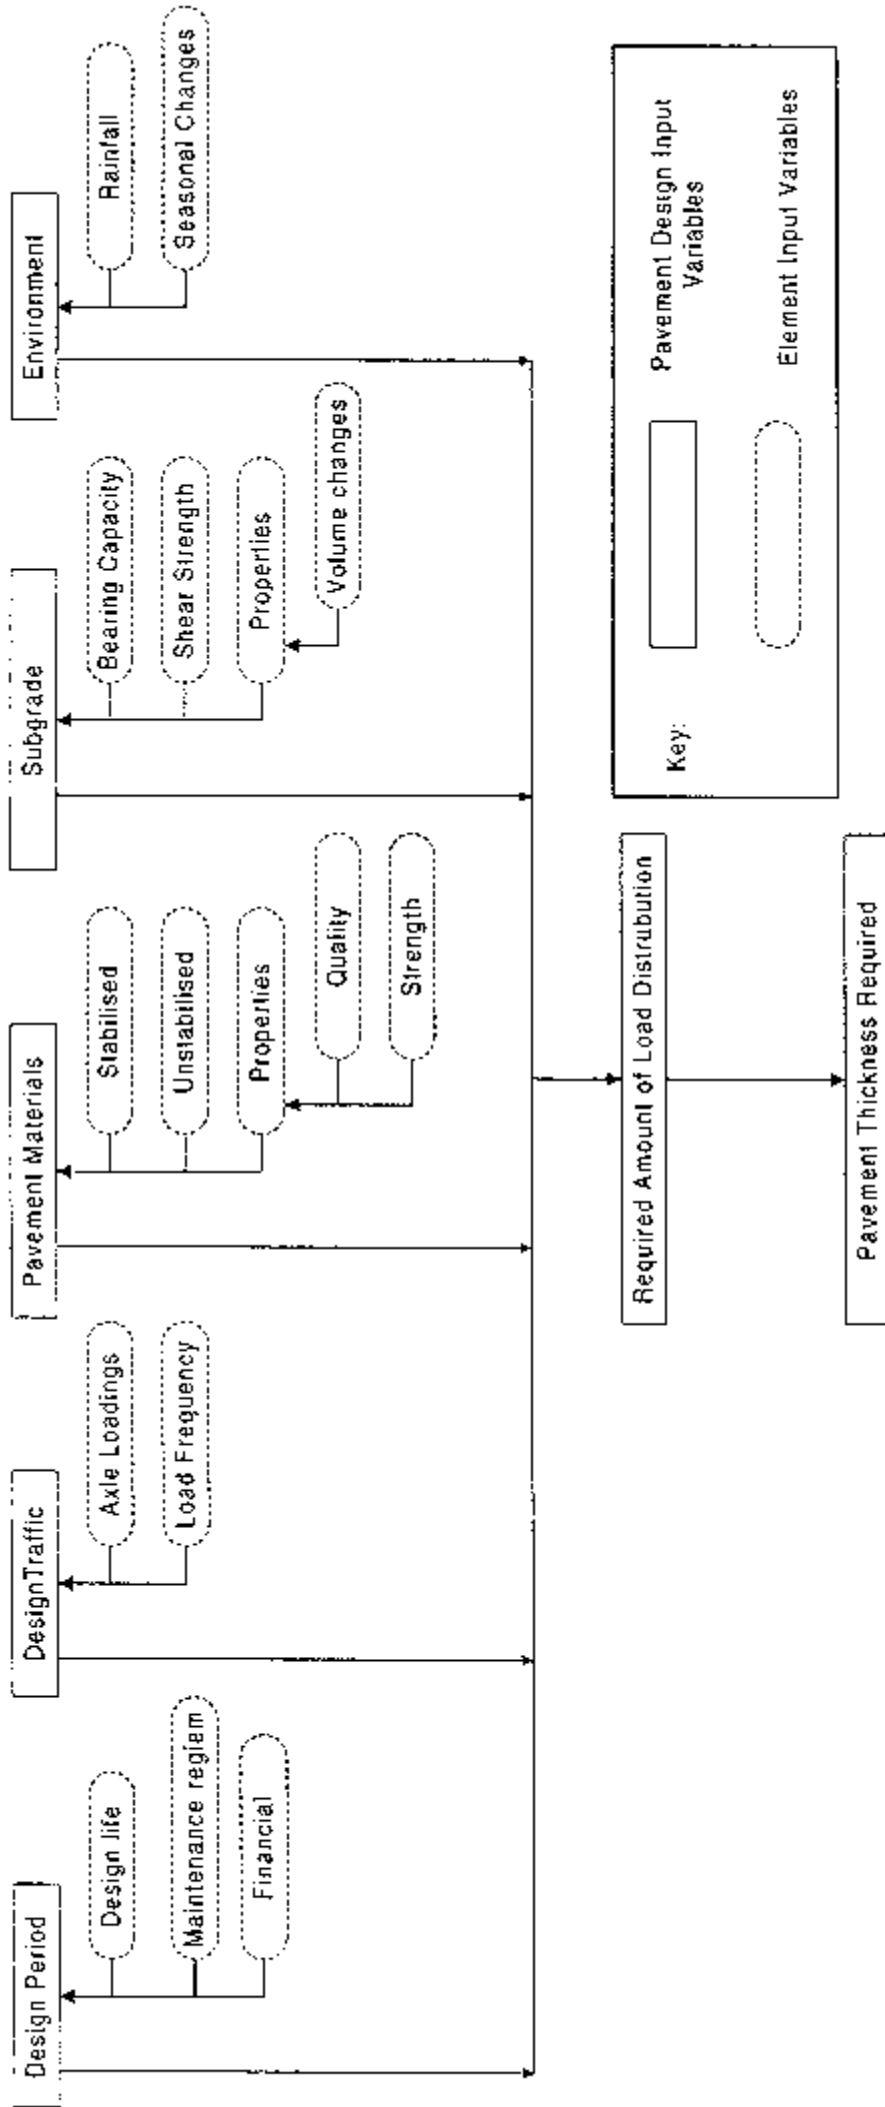 Design Period
Design life
Maintenance regiem
Financial
DesignTraffic
Axle Loadings
Load Frequency
Pavement Materials
Stabilised
Unstabilised
Properties
Quality
Strength
Subgrade
Bearing Capacity
Shear Strength
Properties
Volume changes
Environment
Rainfall
Seasonal Changes
Required Amount of Load Distrubution
Pavement Thickness Required
Key:
Pavement Design Input
Variables
Element Input Variables